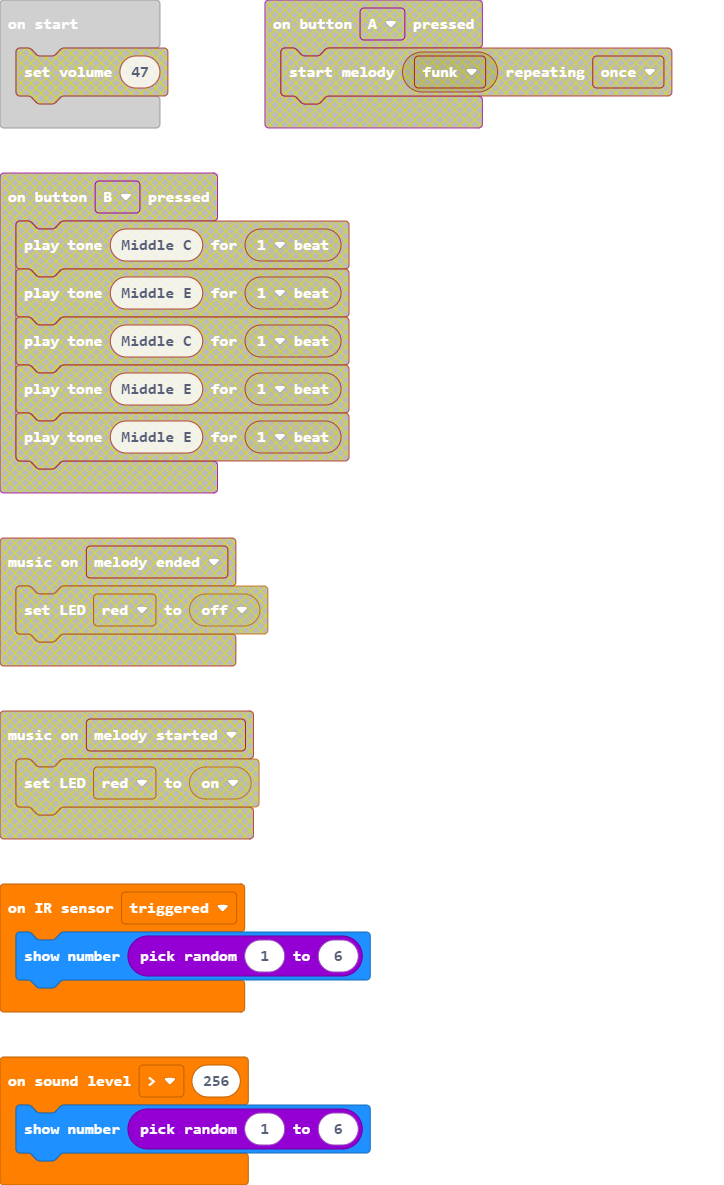 on start
set volume 47
on button A pressed
start melody funk repeating once
on button B pressed
play tone Middle C for 1 beat
play tone Middle E for 1 beat
play tone Middle C for 1 beat
play tone Middle E for 1 beat
play tone Middle E for 1 beat
music on melody ended
set LED red to off
music on melody started
set LED red to on
on IR sensor triggered
show number pick random 1 to 6
on sound level > 256
show number pick random 1 to 6